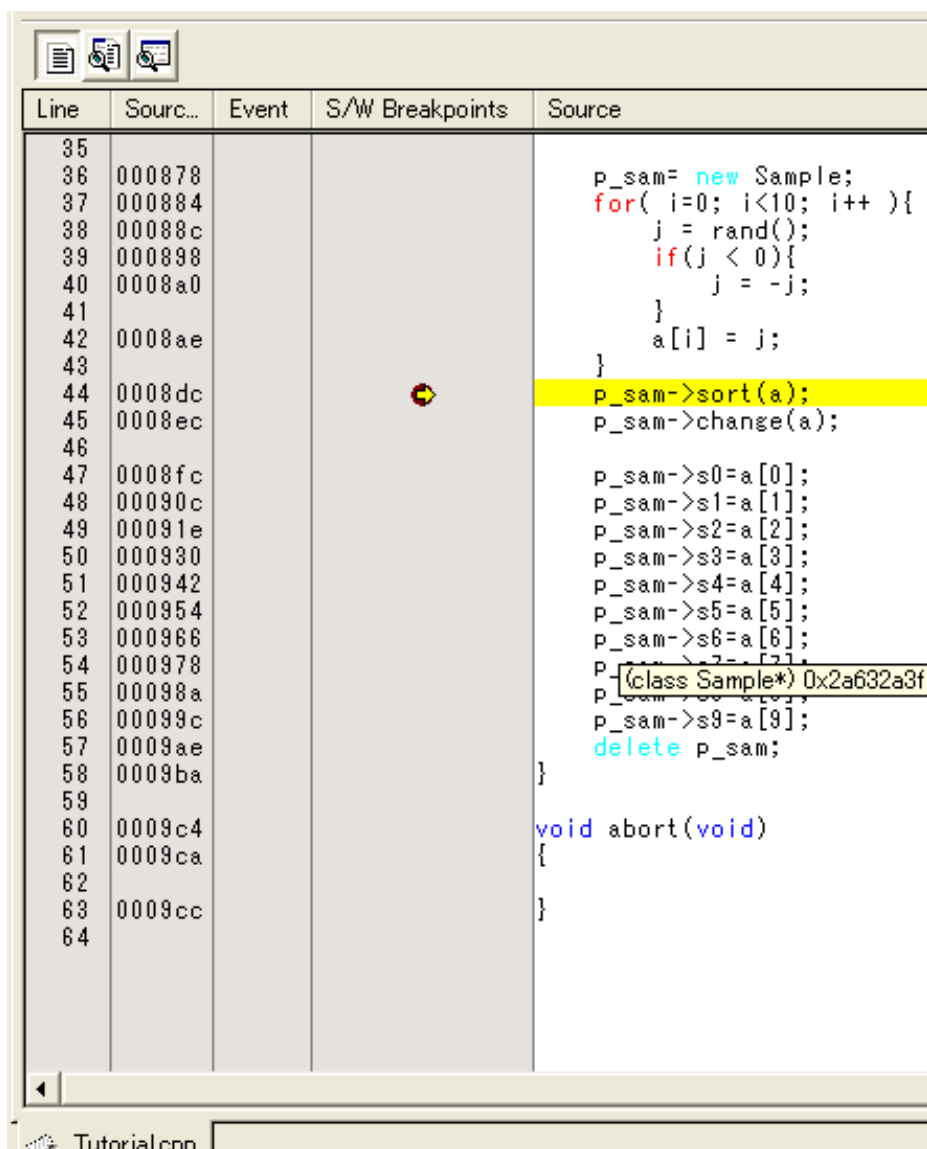 Line Sourc... Event S/W Breakpoints Source
35
36 000878 p_sam= new Sample;
37 000884 for( i=0; i<10; i++ ){
38 00088c j = rand();
39 000898 if(j < 0){
40 0008a0 j = -j;
41 }
42 0008ae a[i] = j;
43 }
44 0008dc p_sam->sort(a);
45 0008ec p_sam->change(a);
46
47 0008fc p_sam->s0=a[0];
48 00090c p_sam->s1=a[1];
49 00091e p_sam->s2=a[2];
50 000930 p_sam->s3=a[3];
51 000942 p_sam->s4=a[4];
52 000954 p_sam->s5=a[5];
53 000966 p_sam->s6=a[6];
54 000978
(class Sample*) 0x2a632a3f
55 00098a
56 00099c p_sam->s9=a[9];
57 0009ae delete p_sam;
58 0009ba }
59
60 0009c4 void abort(void)
61 0009ca {
62
63 0009cc }
64
Tutorial.cpp